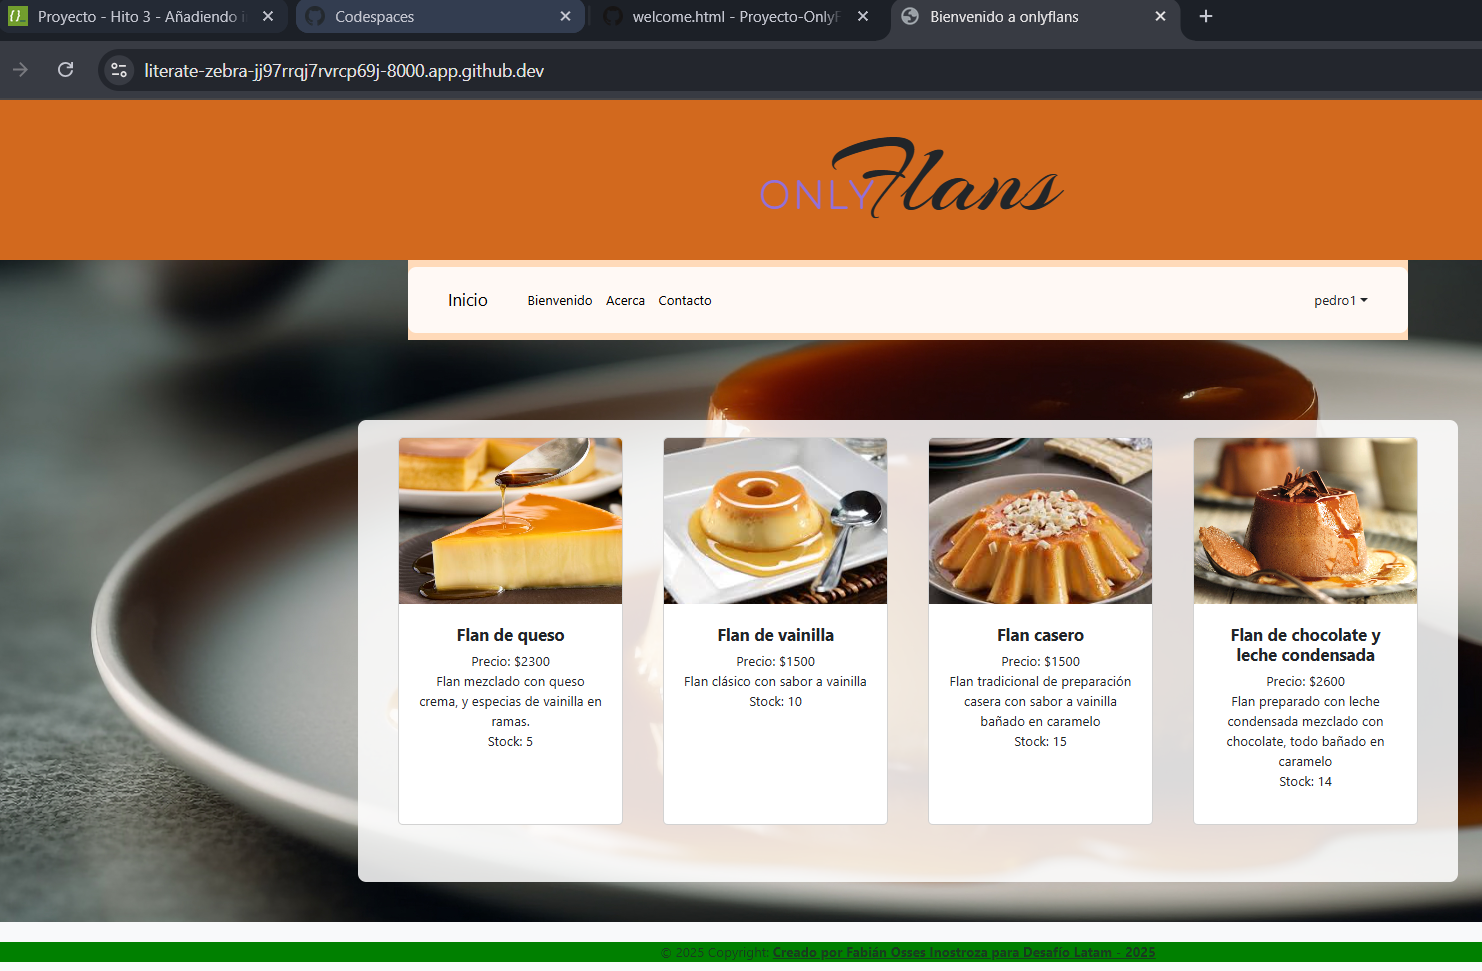 Proyecto - Hito 3 - Añadiendo
Codespaces
welcome.html - Proyecto-Only
Bienvenido a onlyflans
literate-zebra-jj97rrqj7rvrcp69j-8000.app.github.dev
ONLY Flans
Inicio Bienvenido Acerca Contacto pedro1
Flan de queso
Precio: $2300
Flan mezclado con queso
crema, y especias de vainilla en
ramas.
Stock: 5
Flan de vainilla
Precio: $1500
Flan clásico con sabor a vainilla
Stock: 10
Flan casero
Precio: $1500
Flan tradicional de preparación
casera con sabor a vainilla
bañado en caramelo
Stock: 15
Flan de chocolate y
leche condensada
Precio: $2600
Flan preparado con leche
condensada mezclado con
chocolate, todo bañado en
caramelo
Stock: 14
© 2025 Copyright: Creado por Fabián Osses Inostroza para Desafío Latam - 2025